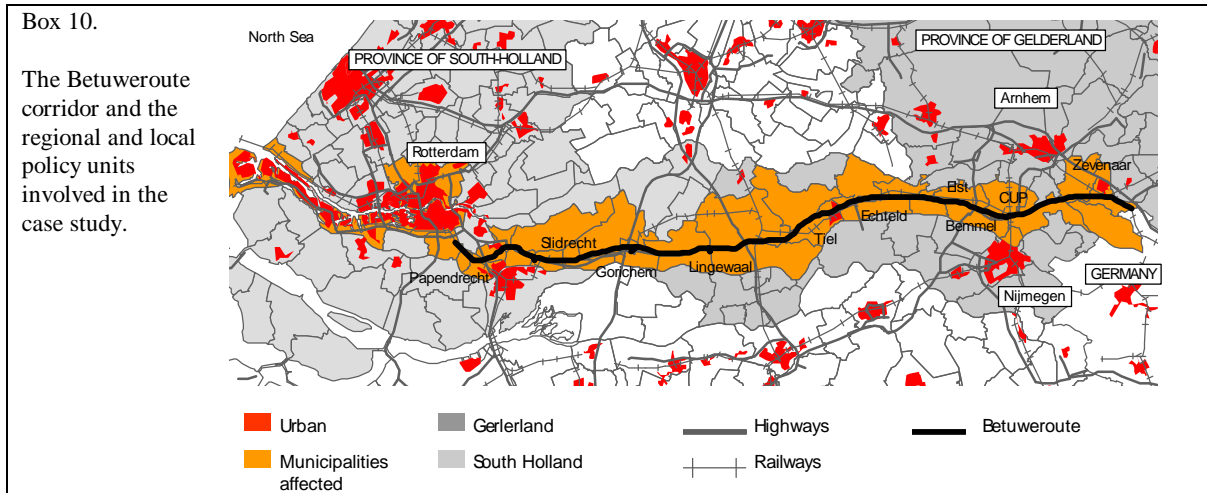 Box 10.
The Betuweroute
corridor and the
regional and local
policy units
involved in the
case study.
North Sea
PROVINCE OF SOUTH-HOLLAND
PROVINCE OF GELDERLAND
Arnhem
Rotterdam
Zevenaar
Elst
CUP
Echteld
Bemmel
Slidrecht
Tiel
Papendrecht
Gorichem
Lingewaal
GERMANY
Nijmegen
Urban
Gerlerland
Highways
Betuweroute
Municipalities
affected
South Holland
Railways